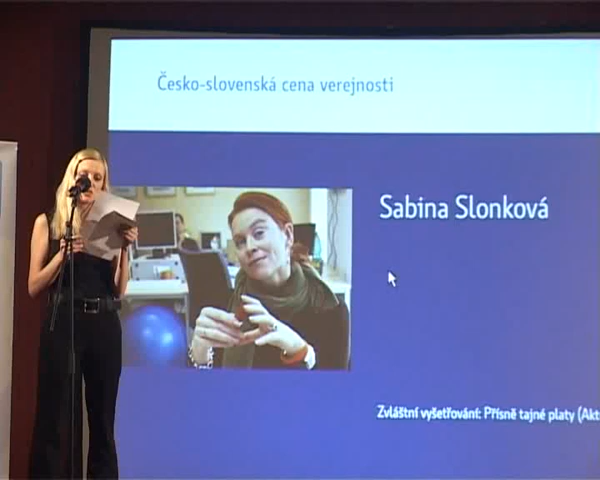 Česko-slovenská cena verejnosti
Sabina Slonková
Zvláštní vyšetřování: Přísně tajné platy (Akt